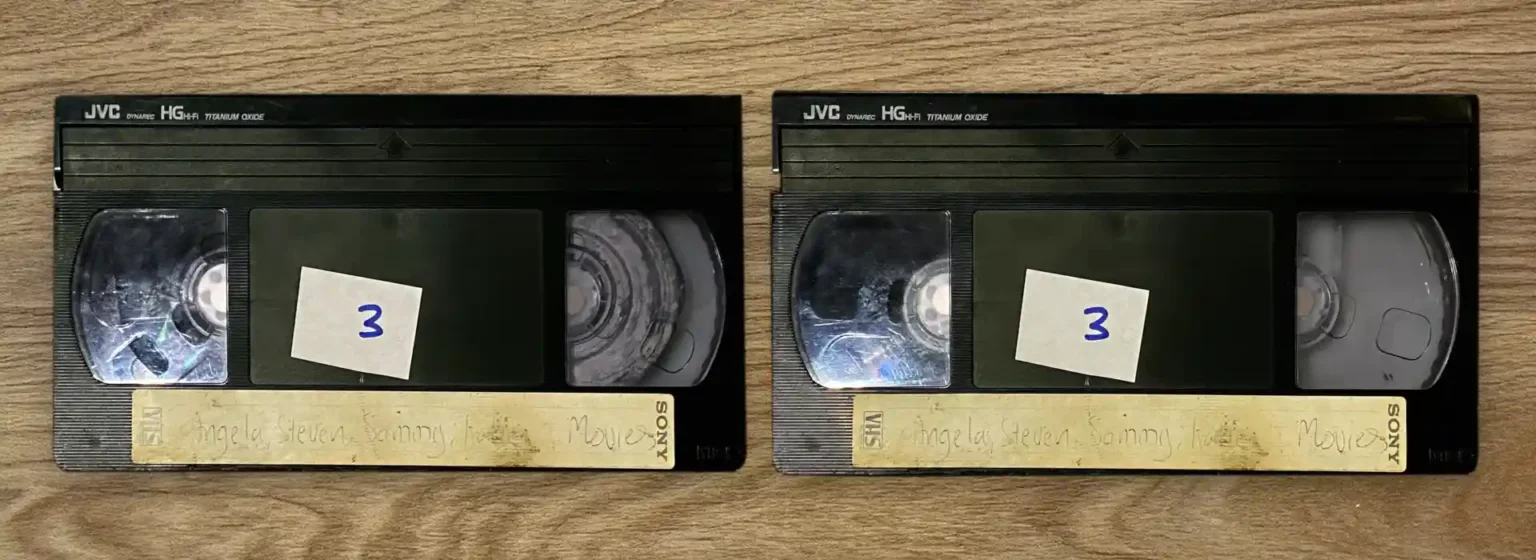 JVC DYNAREC HG Hi-Fi TITANIUM OXIDE
3
VHS Angela, Steven, Sammy, Movies SONY
JVC DYNAREC HG Hi-Fi TITANIUM OXIDE
3
VHS Angela, Steven, Sammy, Movies SONY